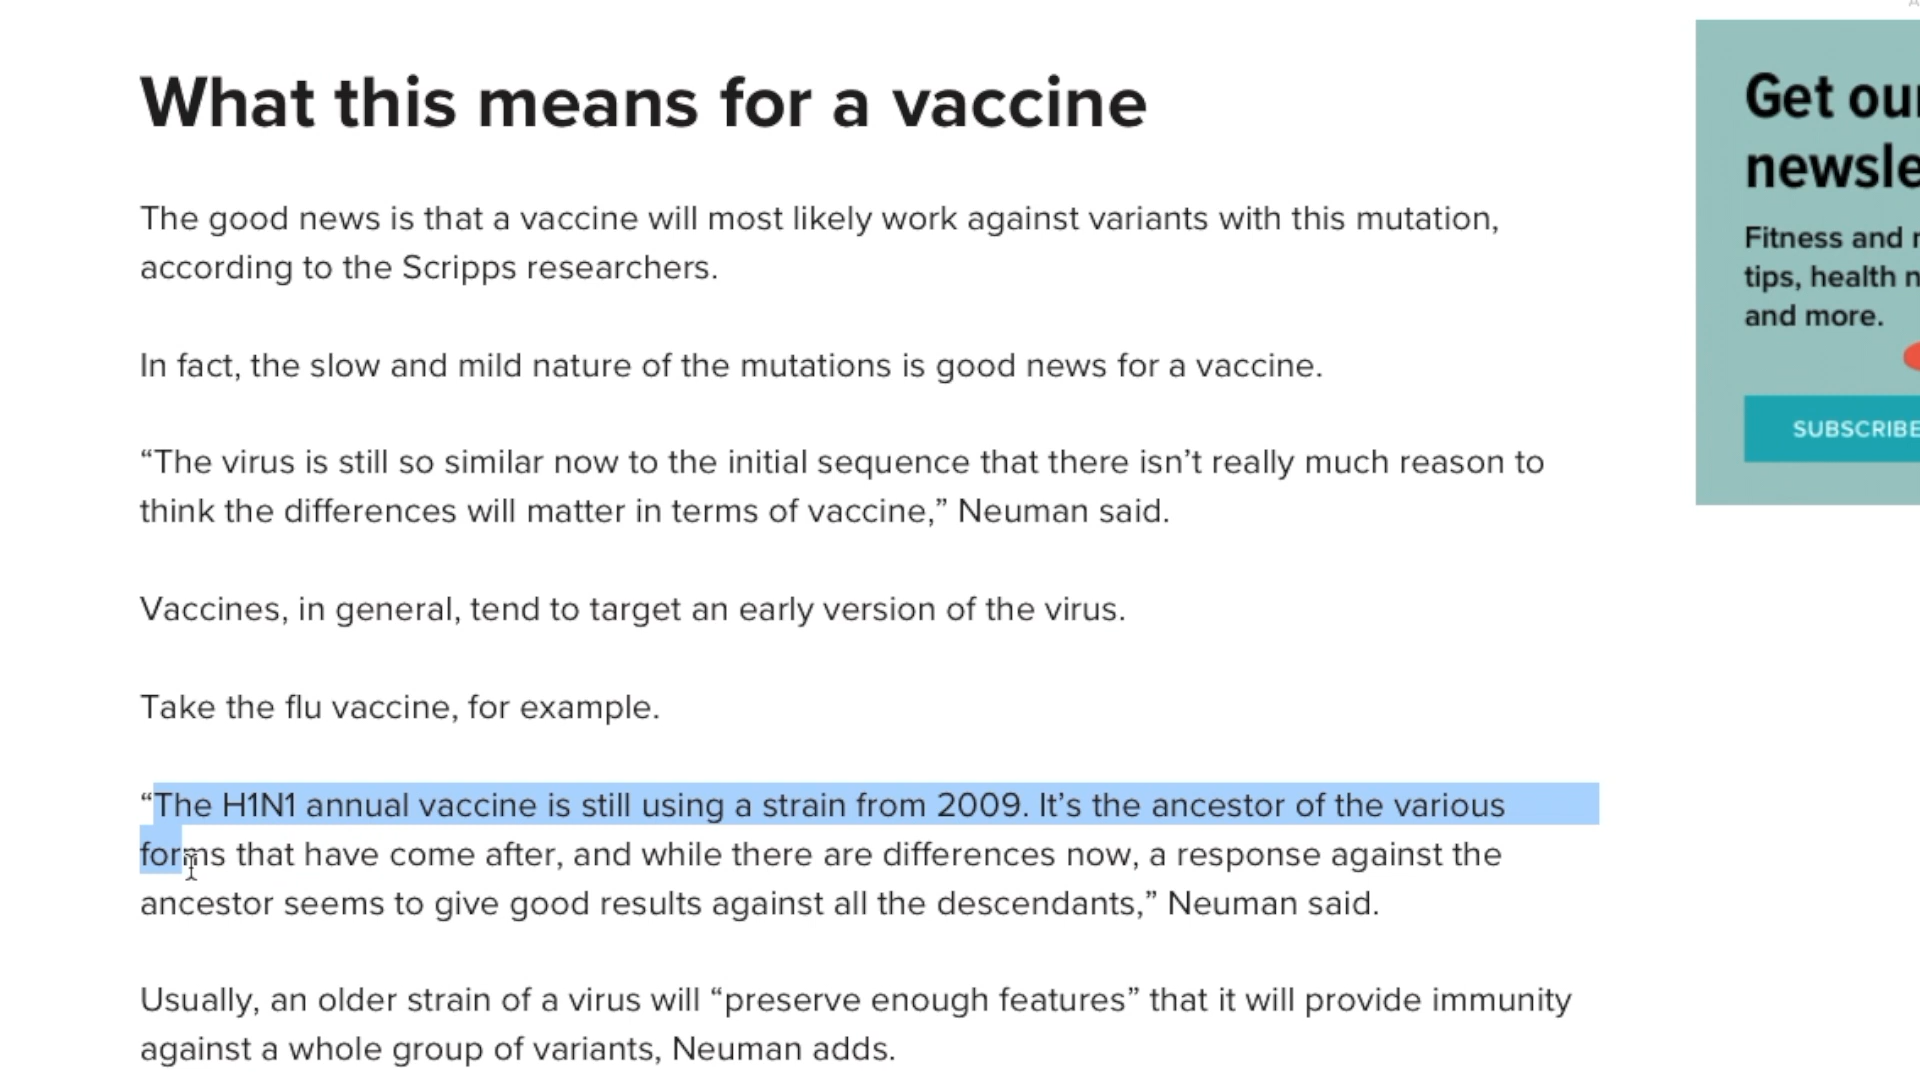 What this means for a vaccine
The good news is that a vaccine will most likely work against variants with this mutation,
according to the Scripps researchers.
In fact, the slow and mild nature of the mutations is good news for a vaccine.
“The virus is still so similar now to the initial sequence that there isn’t really much reason to
think the differences will matter in terms of vaccine,” Neuman said.
Vaccines, in general, tend to target an early version of the virus.
Take the flu vaccine, for example.
“The H1N1 annual vaccine is still using a strain from 2009. It’s the ancestor of the various
forms that have come after, and while there are differences now, a response against the
ancestor seems to give good results against all the descendants,” Neuman said.
Usually, an older strain of a virus will “preserve enough features” that it will provide immunity
against a whole group of variants, Neuman adds.
Get our
newsle
Fitness and
tips, health
and more.
SUBSCRIBE